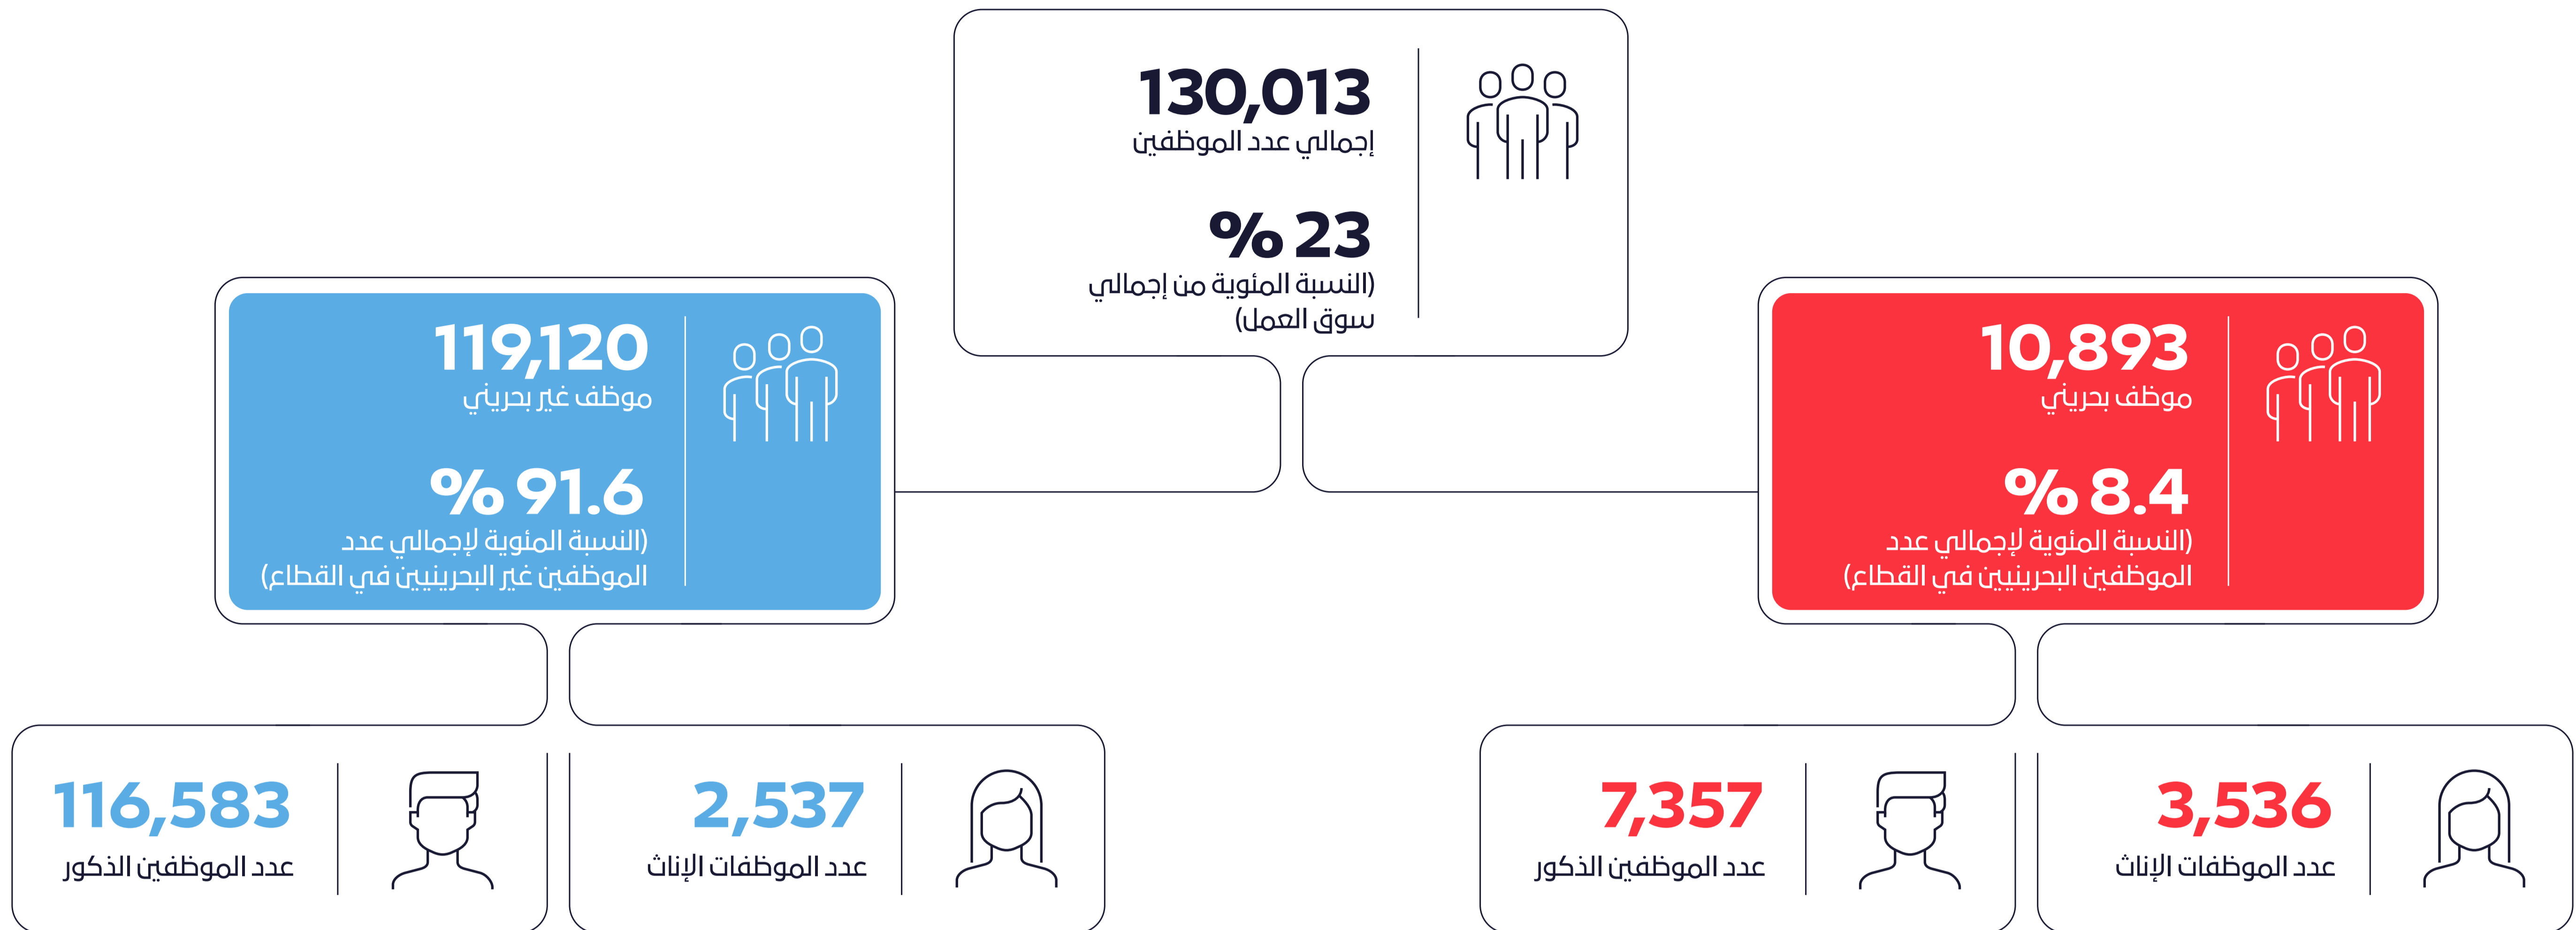 130,013
إجمالي عدد الموظفين
% 23
(النسبة المئوية من إجمالي
سوق العمل)
10,893
موظف بحريني
% 8.4
(النسبة المئوية لإجمالي عدد
الموظفين البحرينيين في القطاع)
119,120
موظف غير بحريني
% 91.6
(النسبة المئوية لإجمالي عدد
الموظفين غير البحرينيين في القطاع)
3,536
عدد الموظفات الإناث
7,357
عدد الموظفين الذكور
2,537
عدد الموظفات الإناث
116,583
عدد الموظفين الذكور